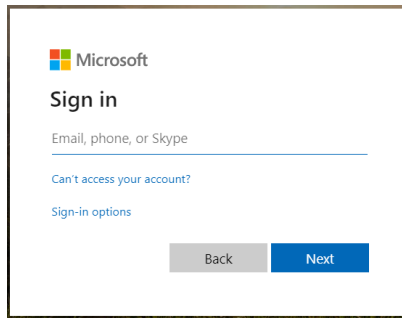 Microsoft
Sign in
Email, phone, or Skype
Can't access your account?
Sign-in options
Back Next